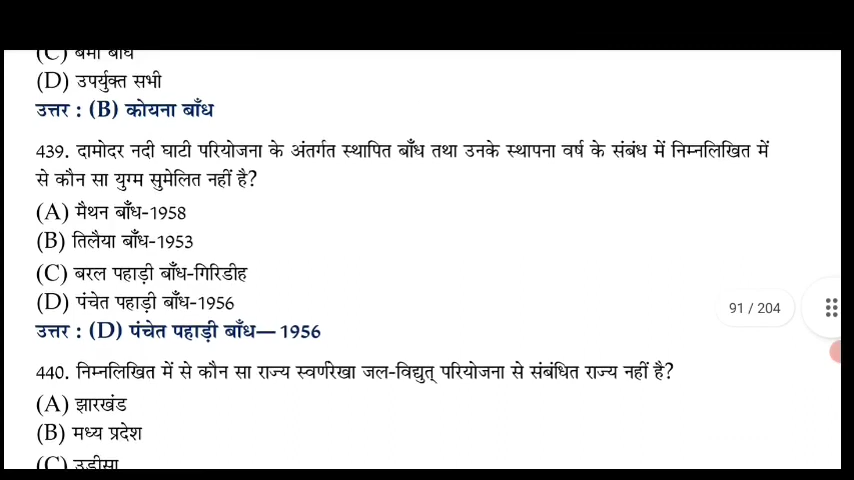 (C) बर्मा बाँध
(D) उपर्युक्त सभी
उत्तर : (B) कोयना बाँध
439. दामोदर नदी घाटी परियोजना के अंतर्गत स्थापित बाँध तथा उनके स्थापना वर्ष के संबंध में निम्नलिखित में
से कौन सा युग्म सुमेलित नहीं है?
(A) मैथन बाँध-1958
(B) तिलैया बाँध-1953
(C) बरल पहाड़ी बाँध-गिरिडीह
(D) पंचेत पहाड़ी बाँध-1956
91 / 204
उत्तर : (D) पंचेत पहाड़ी बाँध— 1956
440. निम्नलिखित में से कौन सा राज्य स्वर्णरेखा जल-विद्युत् परियोजना से संबंधित राज्य नहीं है?
(A) झारखंड
(B) मध्य प्रदेश
(C) उड़ीसा